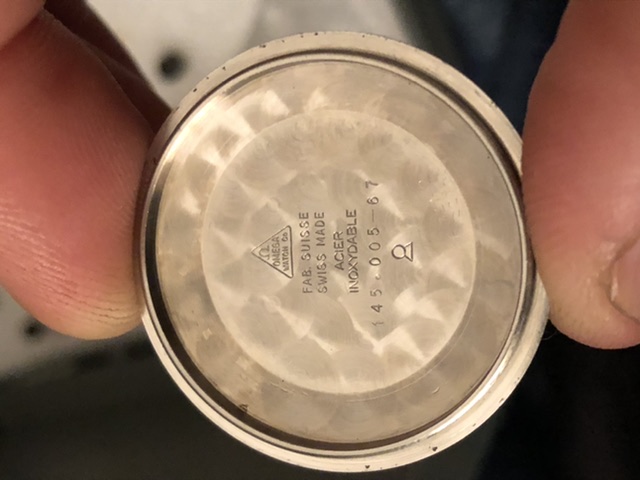 Ω
OMEGA
WATCH Co
FAB. SUISSE
SWISS MADE
ACIER
INOXYDABLE
145.005-67